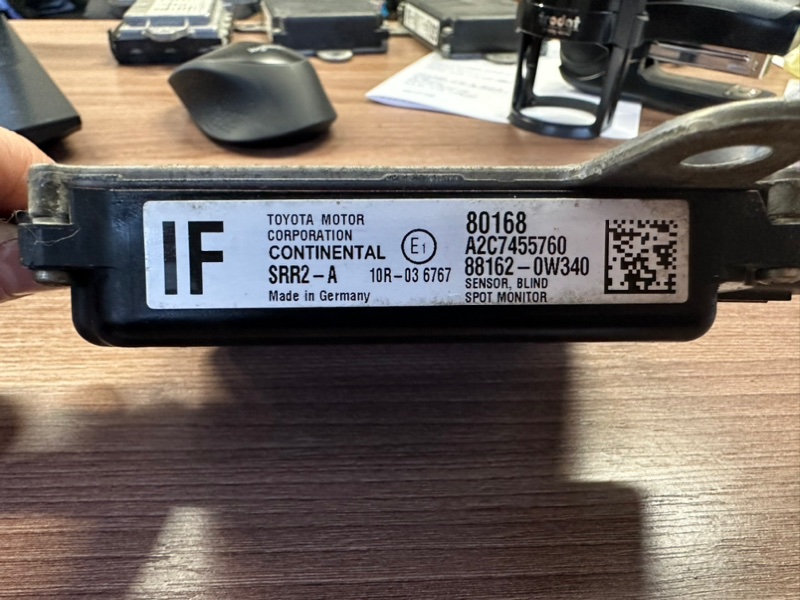 trodat
IF
TOYOTA MOTOR
CORPORATION
CONTINENTAL
SRR2-A
E1
10R-03 6767
Made in Germany
80168
A2C7455760
88162-0W340
SENSOR, BLIND
SPOT MONITOR